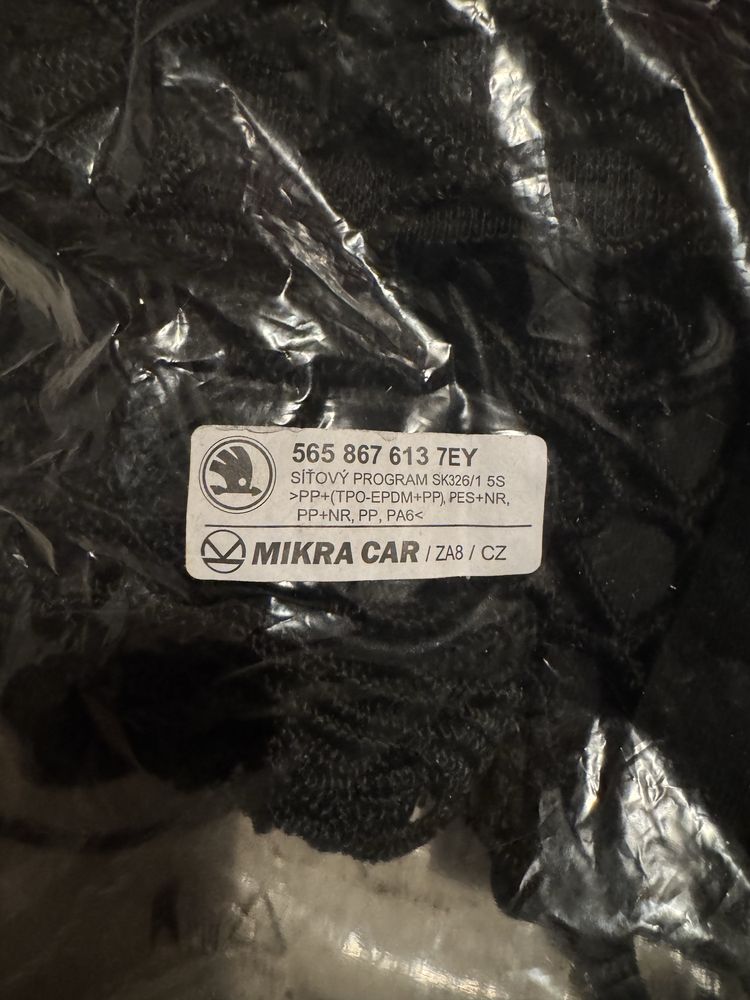 565 867 613 7EY
SÍŤOVÝ PROGRAM SK326/1 5S
>PP+(TPO-EPDM+PP), PES+NR,
PP+NR, PP, PA6<
MIKRA CAR / ZA8 / CZ